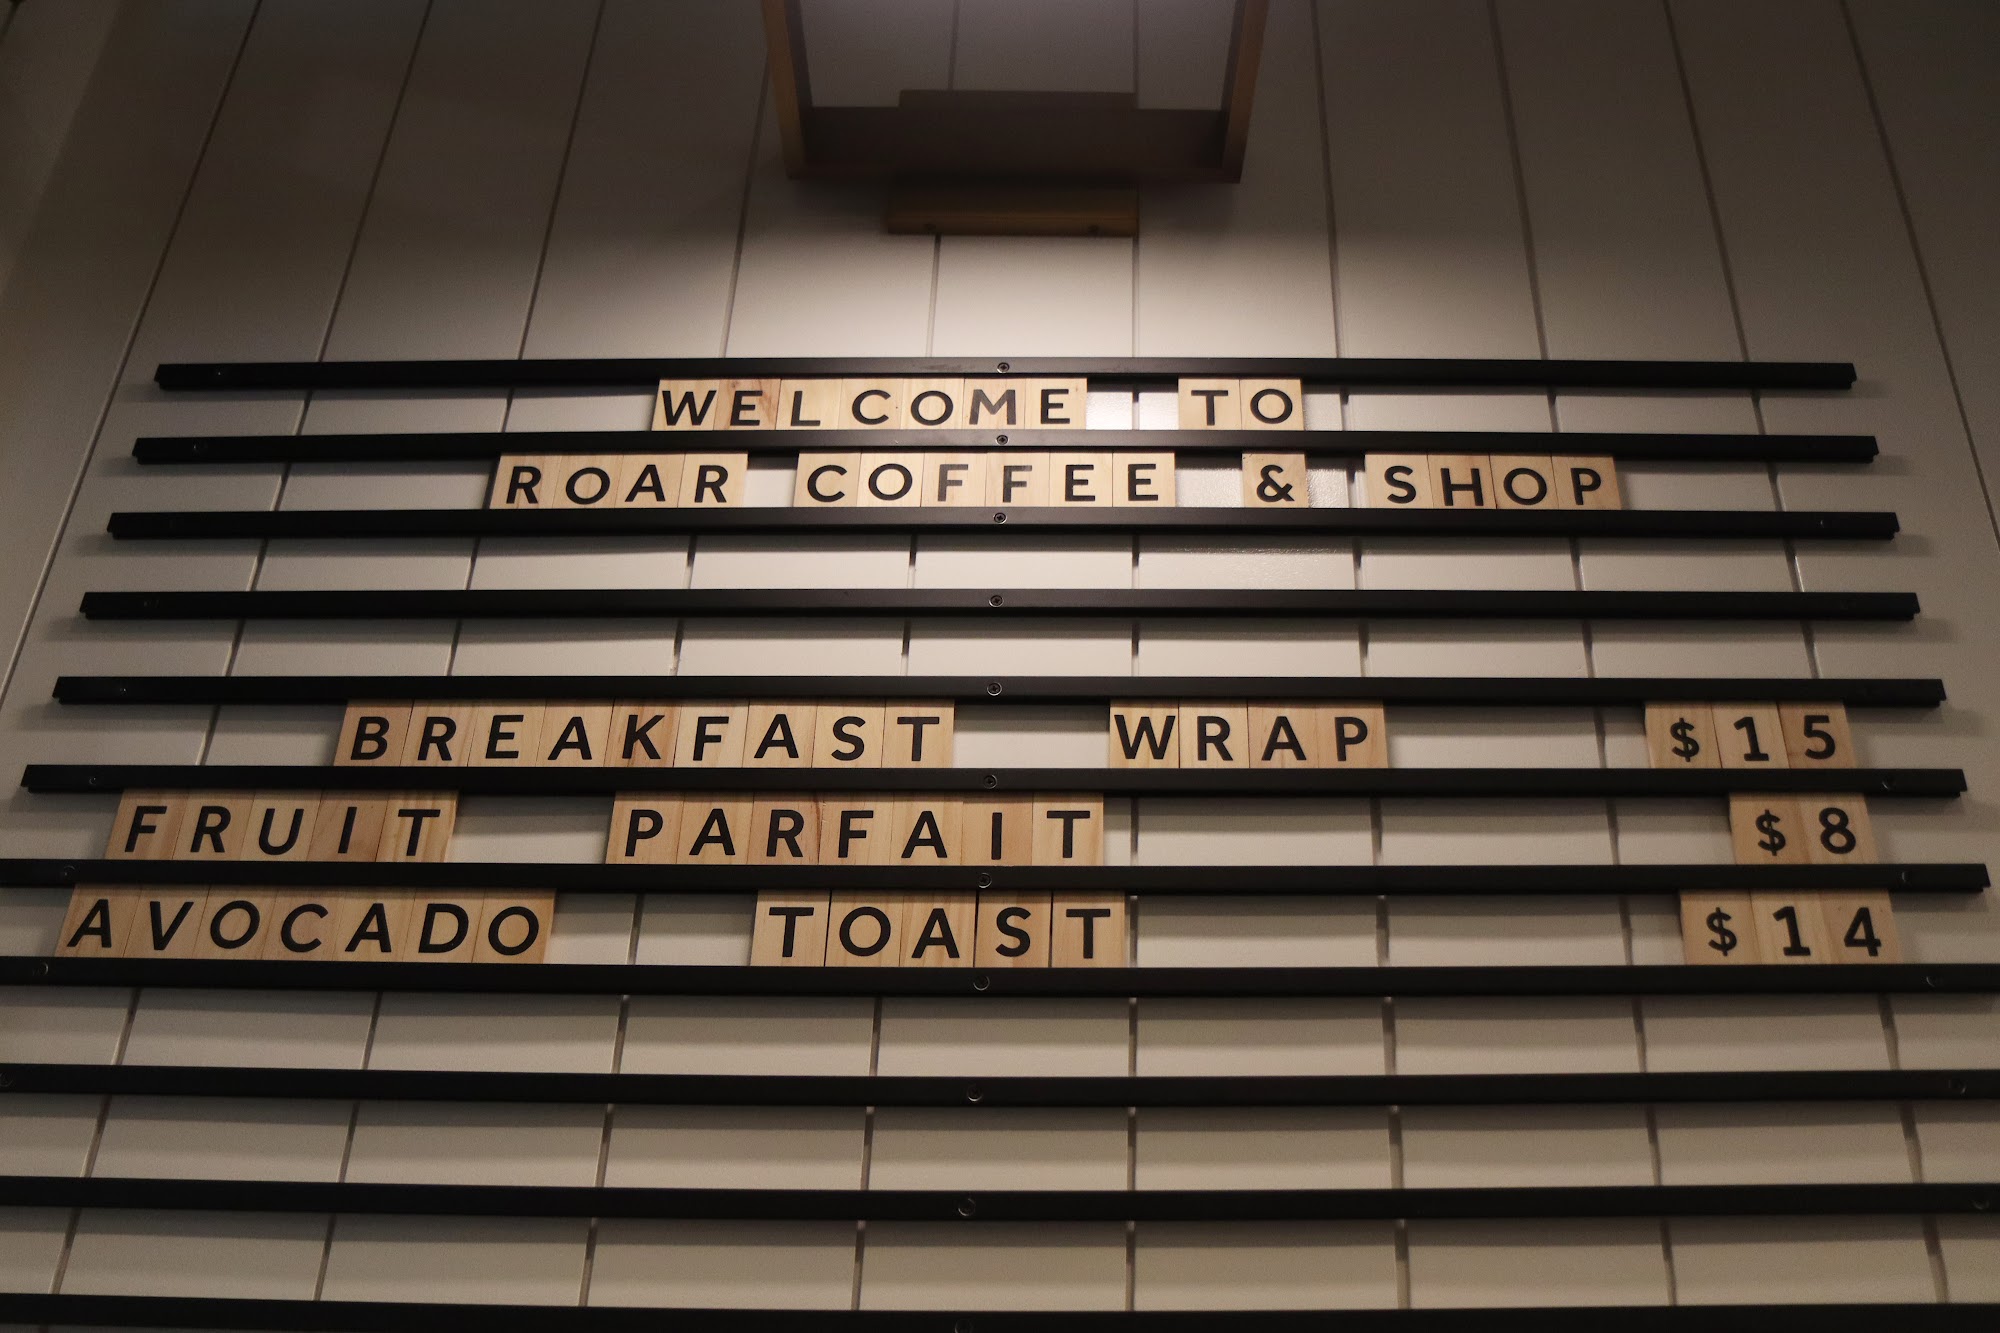 WELCOME TO
ROAR COFFEE & SHOP
BREAKFAST WRAP $15
FRUIT PARFAIT $8
AVOCADO TOAST $14